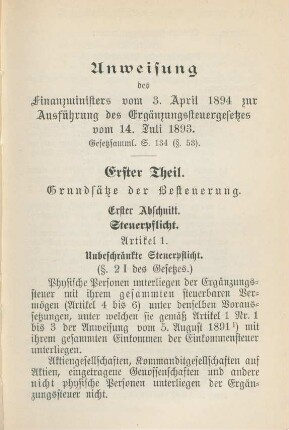 Anweisung
des
Finanzministers vom 3. April 1894 zur
Ausführung des Ergänzungssteuergesetzes
vom 14. Juli 1893.
Gesetzsamml. S. 134 (§. 53).
Erster Theil.
Grundsätze der Besteuerung.
Erster Abschnitt.
Steuerpflicht.
Artikel 1.
Unbeschränkte Steuerpflicht.
(§. 2 I des Gesetzes.)
Physische Personen unterliegen der Ergänzungs-
steuer mit ihrem gesammten steuerbaren Ver-
mögen (Artikel 4 bis 6) unter denselben Voraus-
setzungen, unter welchen sie gemäß Artikel 1 Nr. 1
bis 3 der Anweisung vom 5. August 1891¹) mit
ihrem gesammten Einkommen der Einkommensteuer
unterliegen.
Aktiengesellschaften, Kommanditgesellschaften auf
Aktien, eingetragene Genossenschaften und andere
nicht physische Personen unterliegen der Ergän-
zungssteuer nicht.